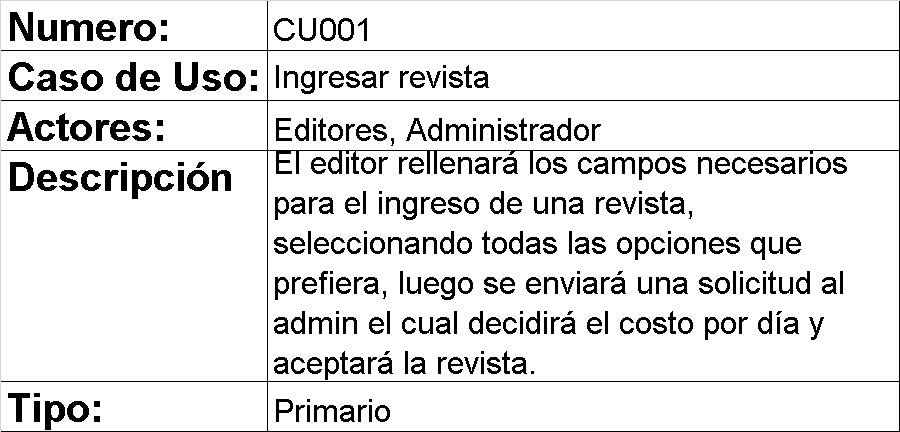 Numero: CU001
Caso de Uso: Ingresar revista
Actores: Editores, Administrador
Descripción El editor rellenará los campos necesarios
para el ingreso de una revista,
seleccionando todas las opciones que
prefiera, luego se enviará una solicitud al
admin el cual decidirá el costo por día y
aceptará la revista.
Tipo: Primario